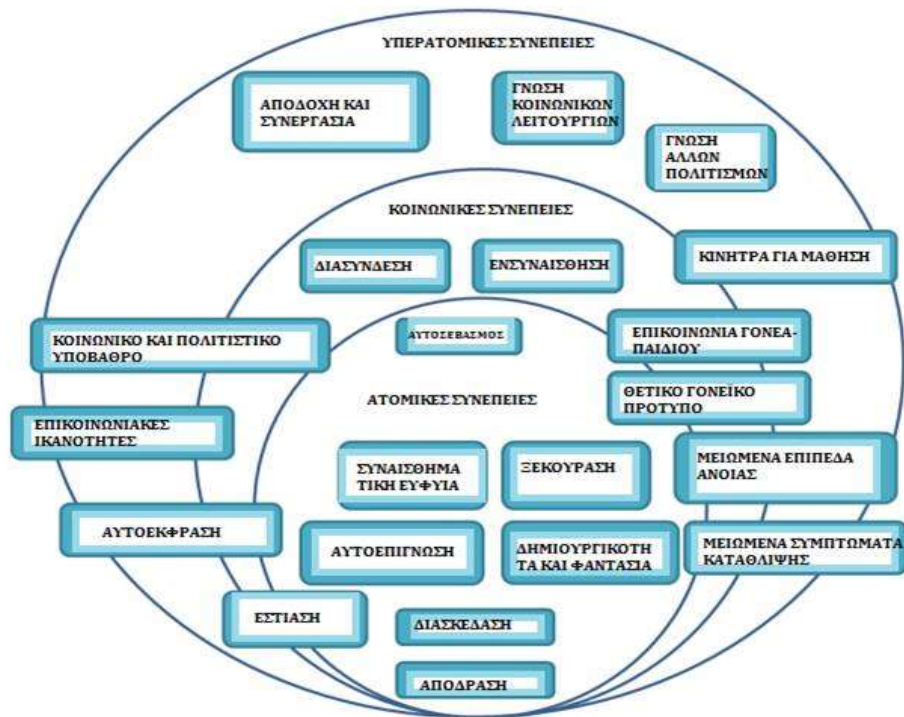 ΥΠΕΡΑΤΟΜΙΚΕΣ ΣΥΝΕΠΕΙΕΣ
ΑΠΟΔΟΧΗ ΚΑΙ
ΣΥΝΕΡΓΑΣΙΑ
ΓΝΩΣΗ
ΚΟΙΝΩΝΙΚΩΝ
ΛΕΙΤΟΥΡΓΙΩΝ
ΓΝΩΣΗ
ΑΛΛΩΝ
ΠΟΛΙΤΙΣΜΩΝ
ΚΟΙΝΩΝΙΚΕΣ ΣΥΝΕΠΕΙΕΣ
ΔΙΑΣΥΝΔΕΣΗ
ΕΝΣΥΝΑΙΣΘΗΣΗ
ΚΙΝΗΤΡΑ ΓΙΑ ΜΑΘΗΣΗ
ΚΟΙΝΩΝΙΚΟ ΚΑΙ ΠΟΛΙΤΙΣΤΙΚΟ
ΥΠΟΒΑΘΡΟ
ΑΥΤΟΣΕΒΑΣΜΟΣ
ΕΠΙΚΟΙΝΩΝΙΑ ΓΟΝΕΑ-
ΠΑΙΔΙΟΥ
ΑΤΟΜΙΚΕΣ ΣΥΝΕΠΕΙΕΣ
ΘΕΤΙΚΟ ΓΟΝΕΪΚΟ
ΠΡΟΤΥΠΟ
ΕΠΙΚΟΙΝΩΝΙΑΚΕΣ
ΙΚΑΝΟΤΗΤΕΣ
ΣΥΝΑΙΣΘΗΜΑ
ΤΙΚΗ ΕΥΦΥΙΑ
ΞΕΚΟΥΡΑΣΗ
ΜΕΙΩΜΕΝΑ ΕΠΙΠΕΔΑ
ΑΝΟΙΑΣ
ΑΥΤΟΕΚΦΡΑΣΗ
ΑΥΤΟΕΠΙΓΝΩΣΗ
ΔΗΜΙΟΥΡΓΙΚΟΤΗ
ΤΑ ΚΑΙ ΦΑΝΤΑΣΙΑ
ΜΕΙΩΜΕΝΑ ΣΥΜΠΤΩΜΑΤΑ
ΚΑΤΑΘΛΙΨΗΣ
ΕΣΤΙΑΣΗ
ΔΙΑΣΚΕΔΑΣΗ
ΑΠΟΔΡΑΣΗ